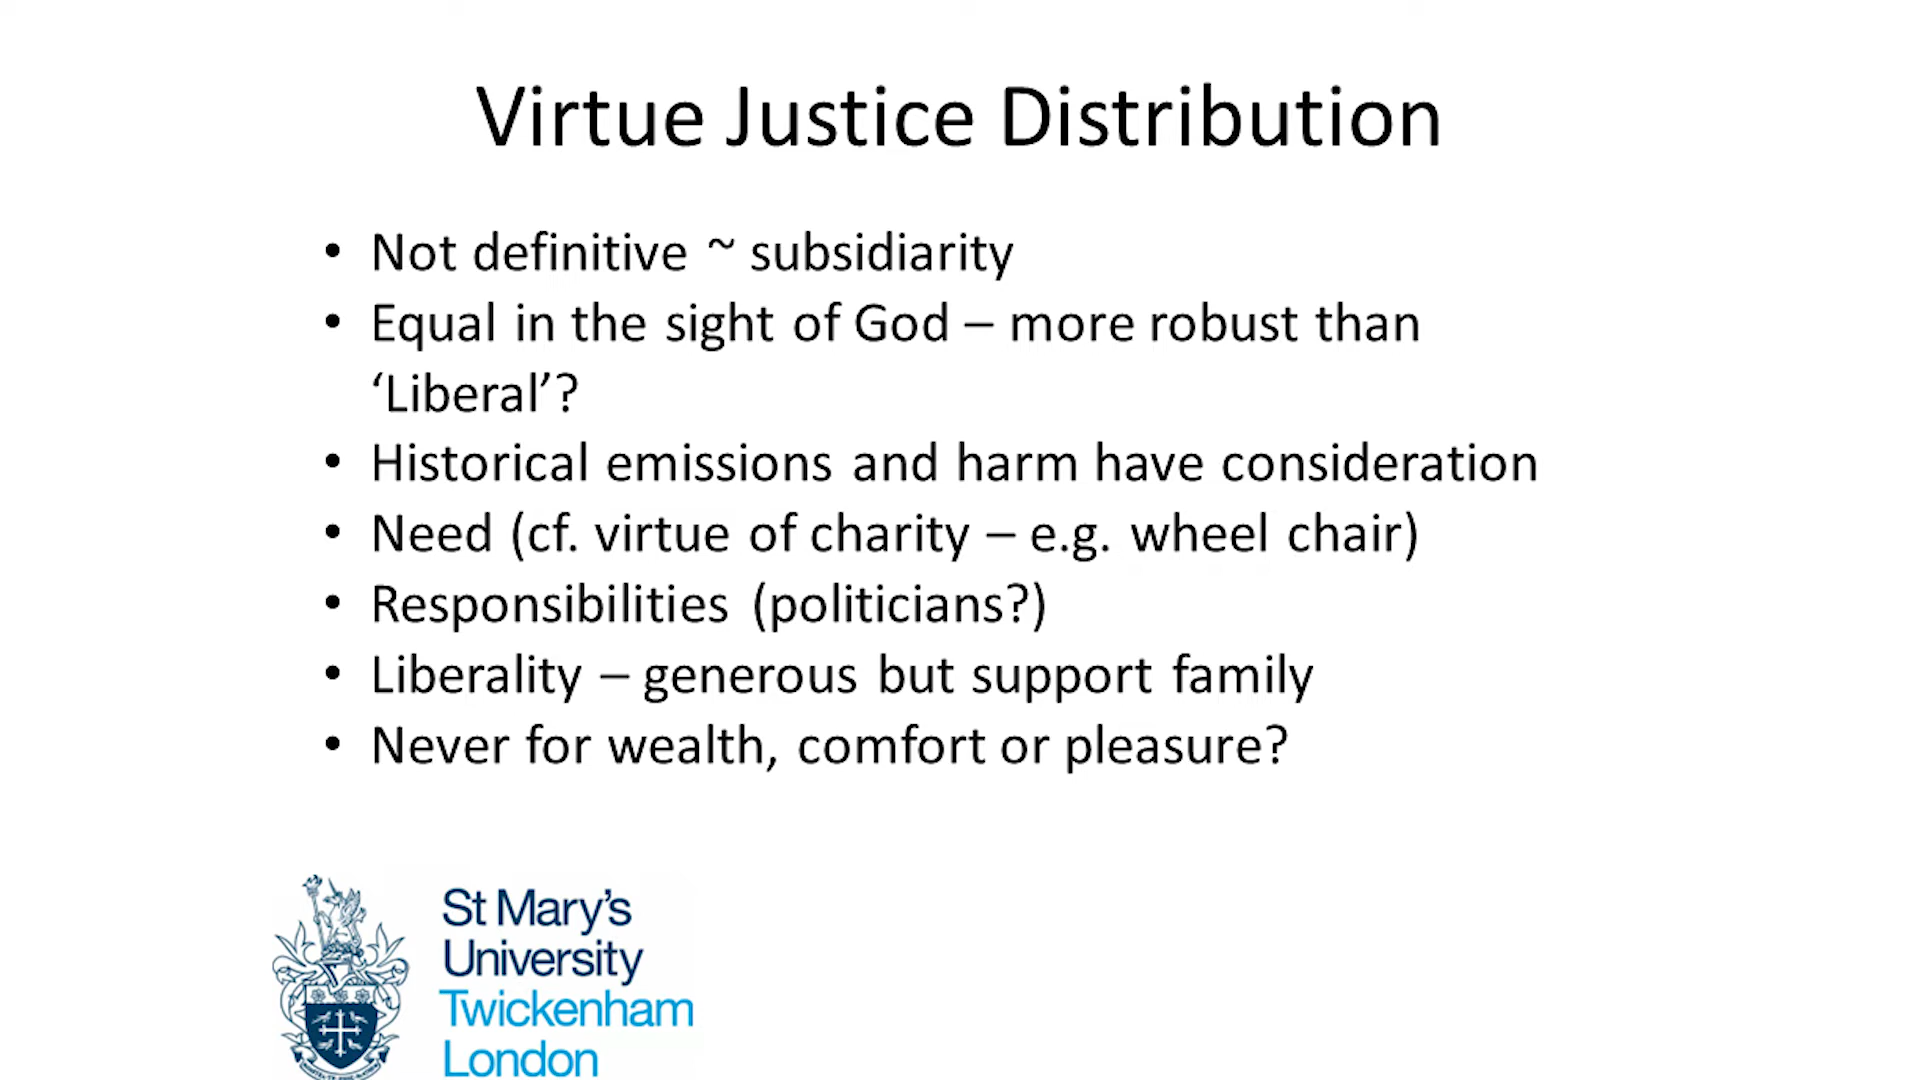 Virtue Justice Distribution
• Not definitive ~ subsidiarity
• Equal in the sight of God – more robust than
‘Liberal’?
• Historical emissions and harm have consideration
• Need (cf. virtue of charity – e.g. wheel chair)
• Responsibilities (politicians?)
• Liberality – generous but support family
• Never for wealth, comfort or pleasure?
St Mary’s
University
Twickenham
London